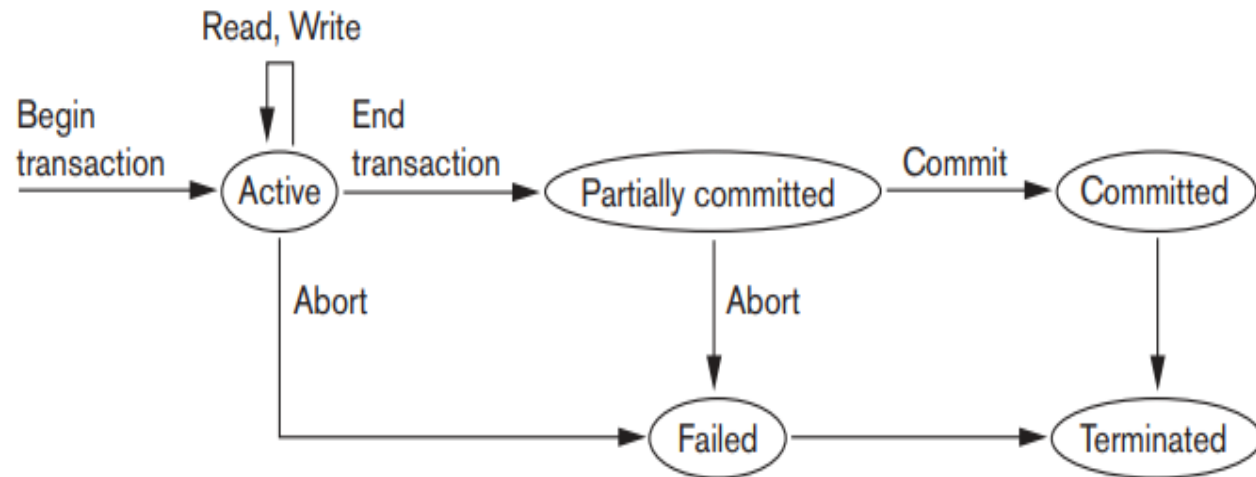 Read, Write
Begin
transaction
End
transaction
Active
Partially committed
Commit
Committed
Abort
Abort
Failed
Terminated